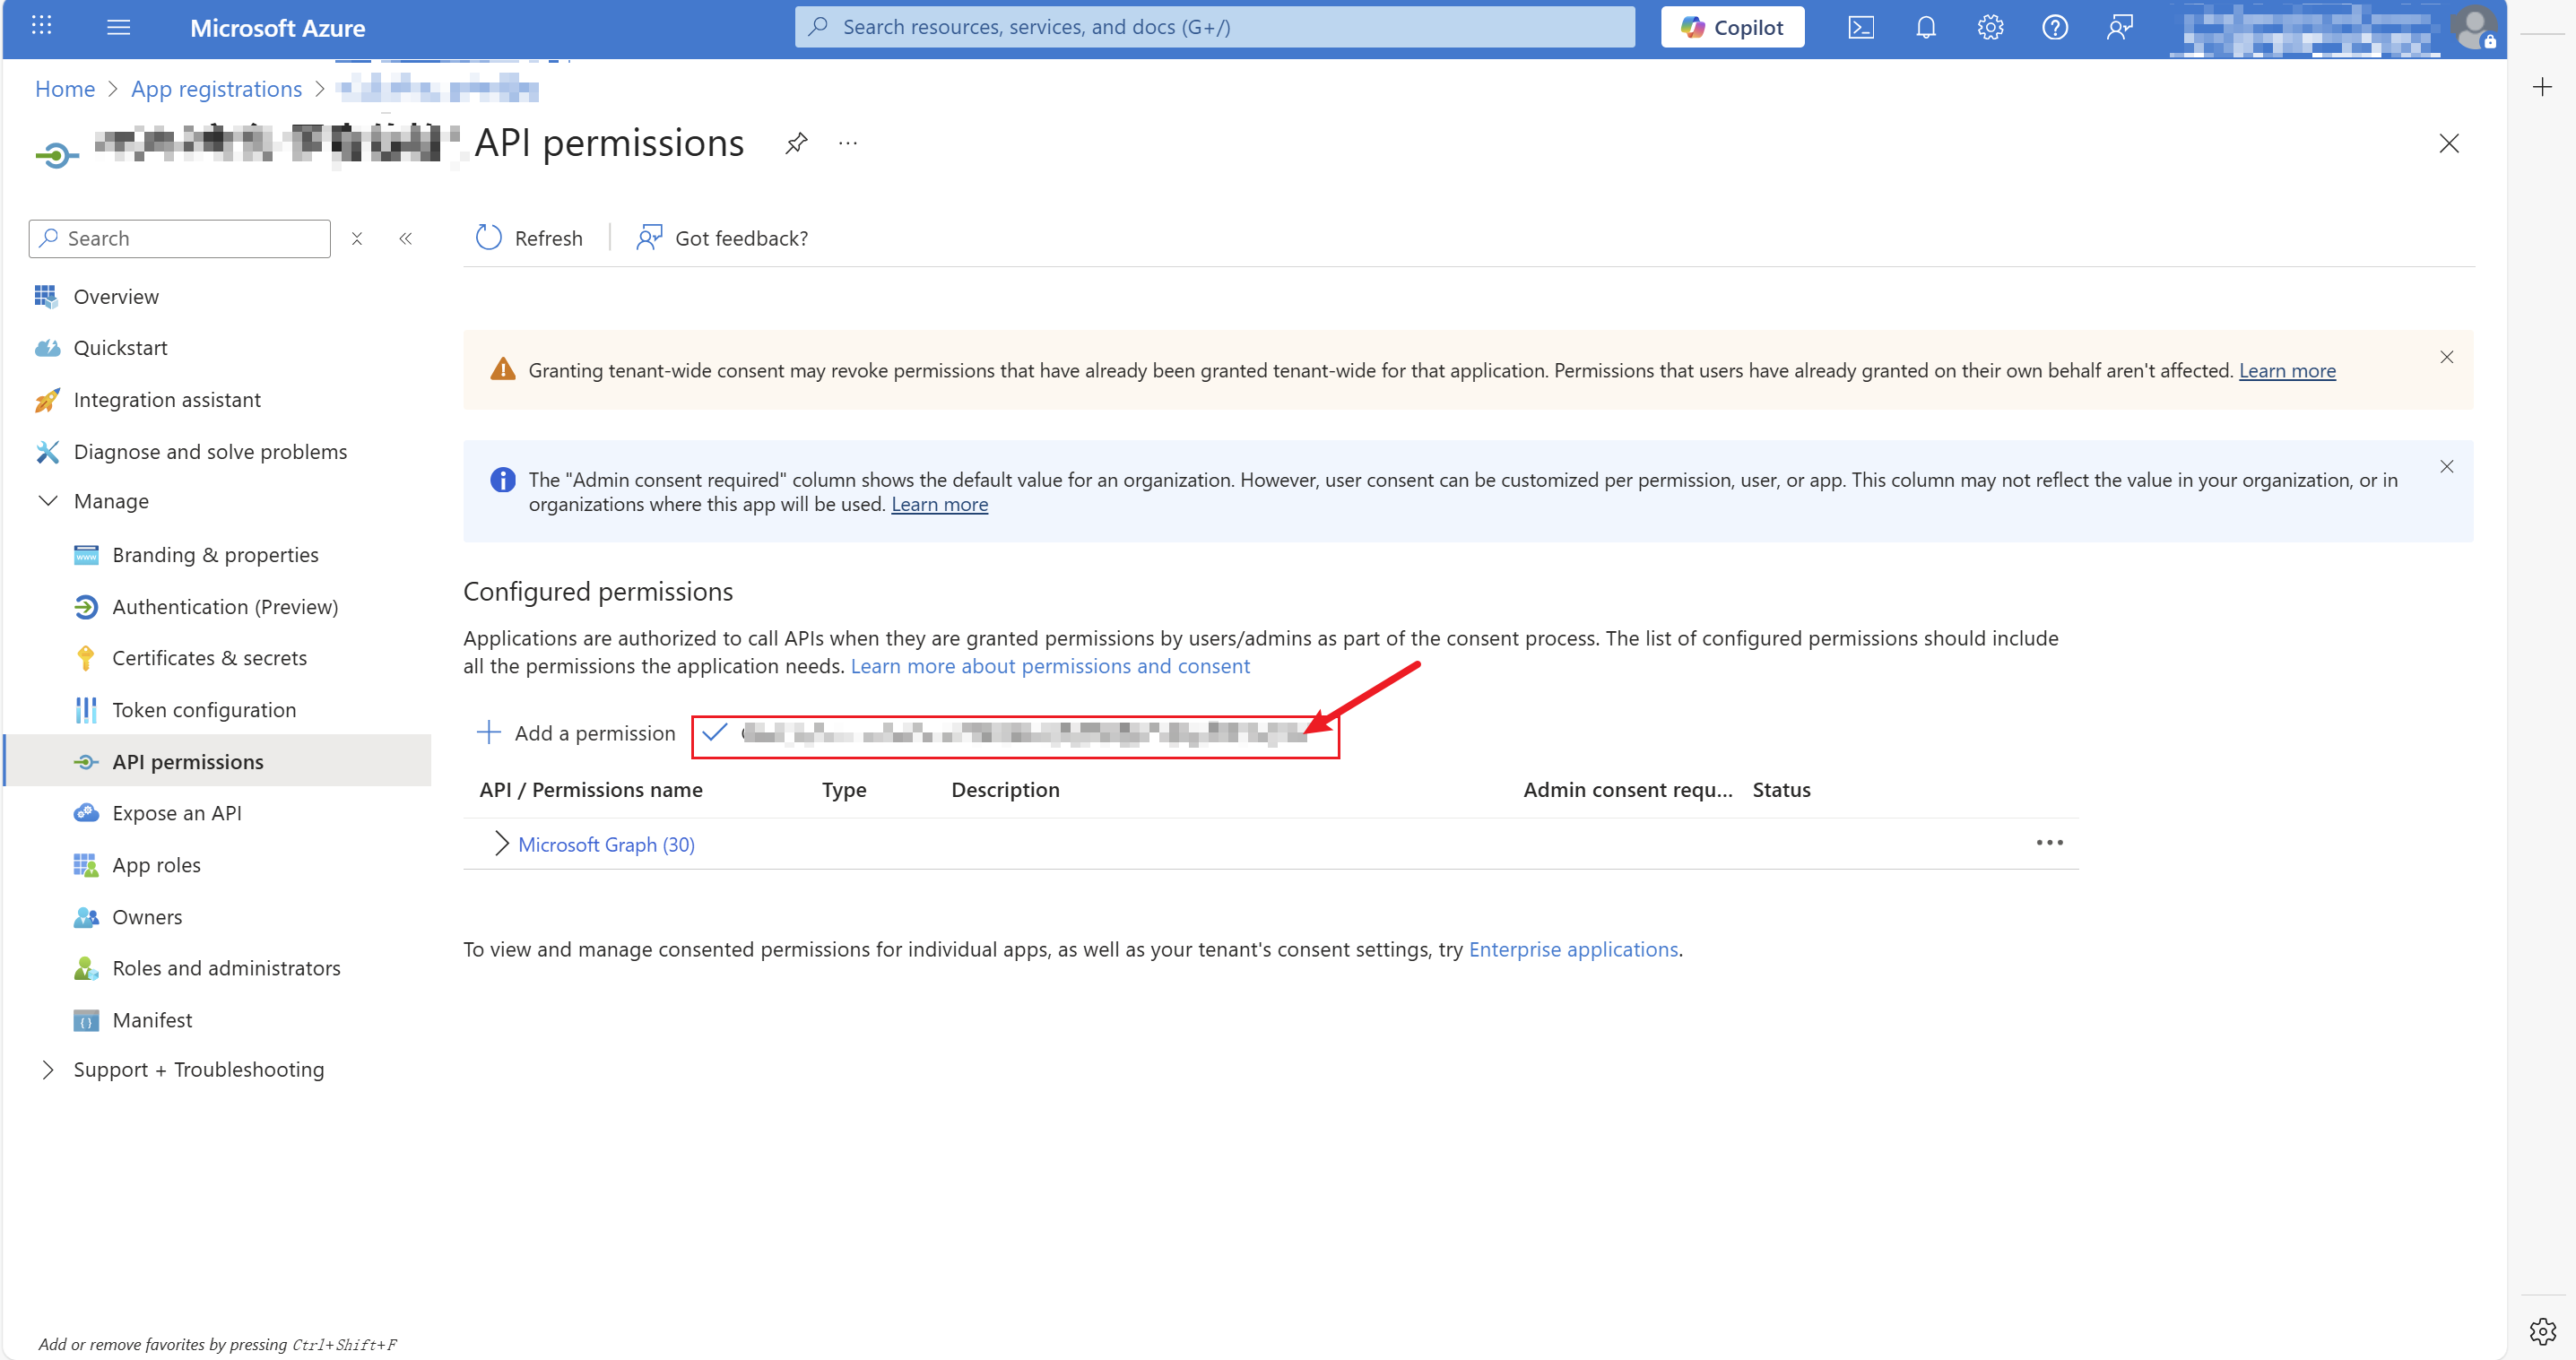 Microsoft Azure
Search resources, services, and docs (G+/)
Copilot
Home > App registrations >
API permissions
Search
Refresh
Got feedback?
Overview
Quickstart
Integration assistant
Diagnose and solve problems
Manage
Branding & properties
Authentication (Preview)
Certificates & secrets
Token configuration
API permissions
Expose an API
App roles
Owners
Roles and administrators
Manifest
Support + Troubleshooting
Add or remove favorites by pressing Ctrl+Shift+F
Granting tenant-wide consent may revoke permissions that have already been granted tenant-wide for that application. Permissions that users have already granted on their own behalf aren't affected. Learn more
The "Admin consent required" column shows the default value for an organization. However, user consent can be customized per permission, user, or app. This column may not reflect the value in your organization, or in
organizations where this app will be used. Learn more
Configured permissions
Applications are authorized to call APIs when they are granted permissions by users/admins as part of the consent process. The list of configured permissions should include
all the permissions the application needs. Learn more about permissions and consent
Add a permission
API / Permissions name Type Description Admin consent requ... Status
Microsoft Graph (30)
To view and manage consented permissions for individual apps, as well as your tenant's consent settings, try Enterprise applications.